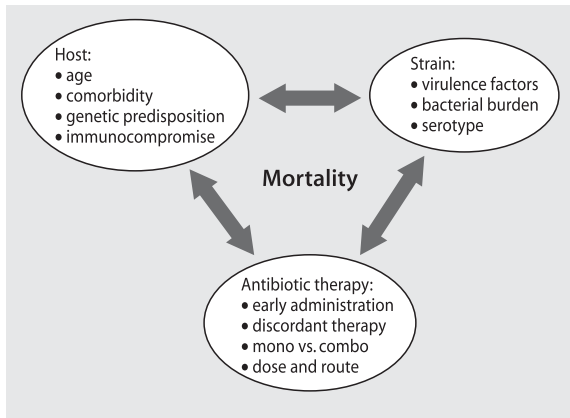 Host:
• age
• comorbidity
• genetic predisposition
• immunocompromise
Strain:
• virulence factors
• bacterial burden
• serotype
Mortality
Antibiotic therapy:
• early administration
• discordant therapy
• mono vs. combo
• dose and route